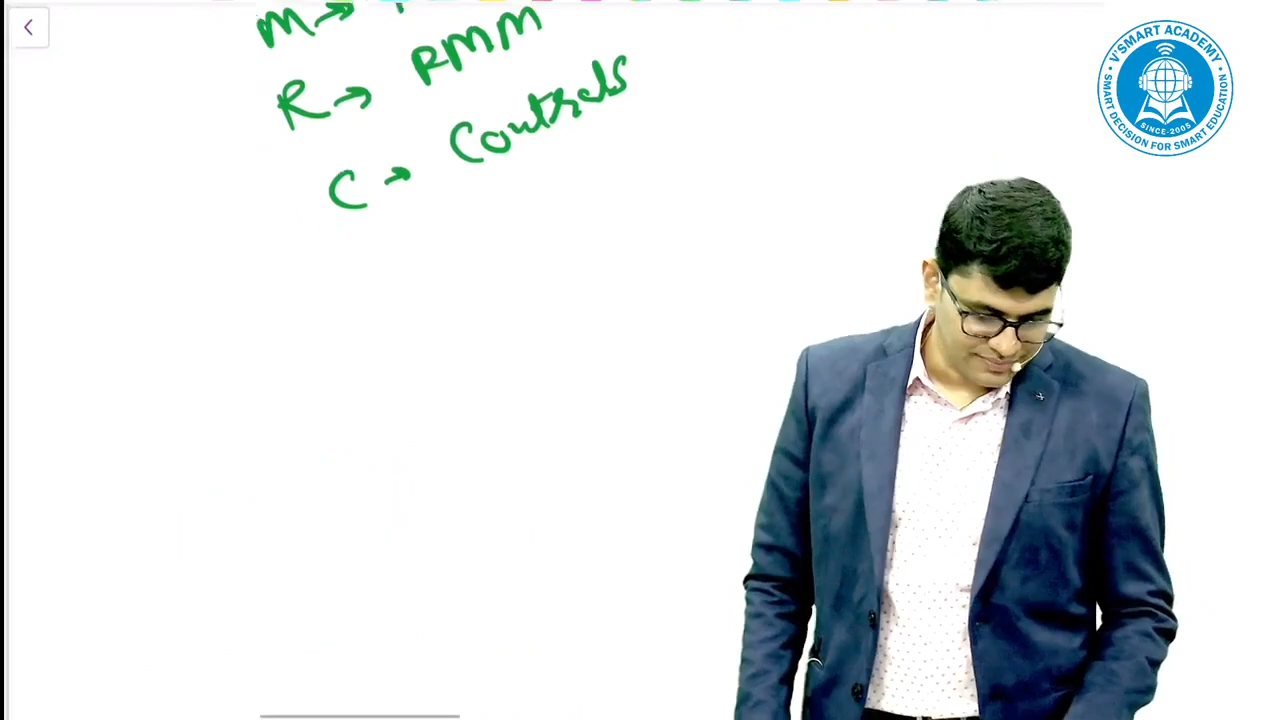 M →
R → RMM
C → Controls
V'SMART ACADEMY
SINCE-2005
SMART DECISION FOR SMART EDUCATION